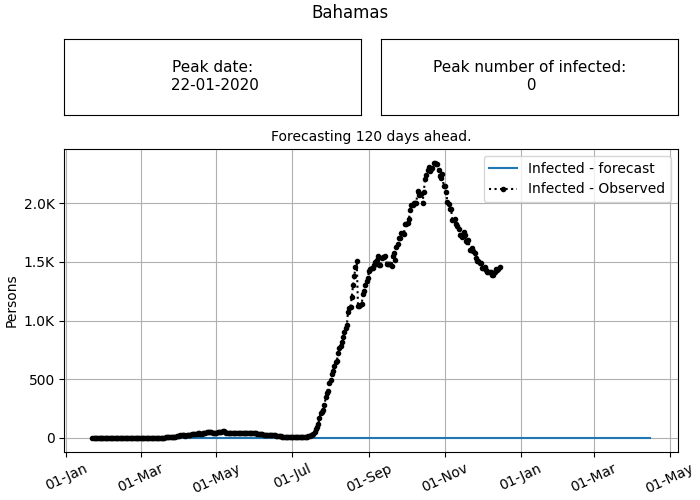 Bahamas
Peak date:
22-01-2020
Peak number of infected:
0
Forecasting 120 days ahead.
Infected - forecast
Infected - Observed
Persons
2.0K
1.5K
1.0K
500
0
01-Jan
01-Mar
01-May
01-Jul
01-Sep
01-Nov
01-Jan
01-Mar
01-May